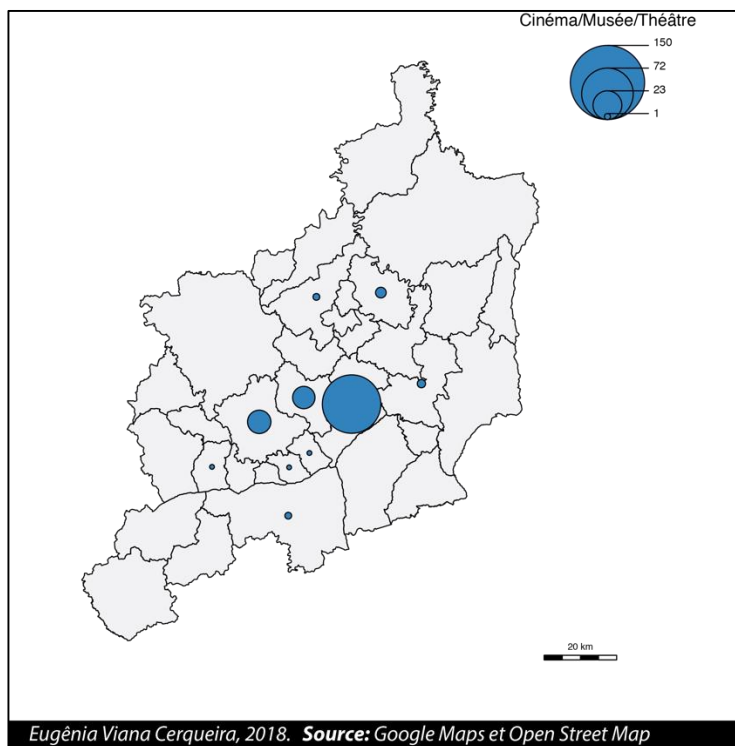 Cinéma/Musée/Théâtre
150
72
23
1
20 km
Eugênia Viana Cerqueira, 2018. Source: Google Maps et Open Street Map